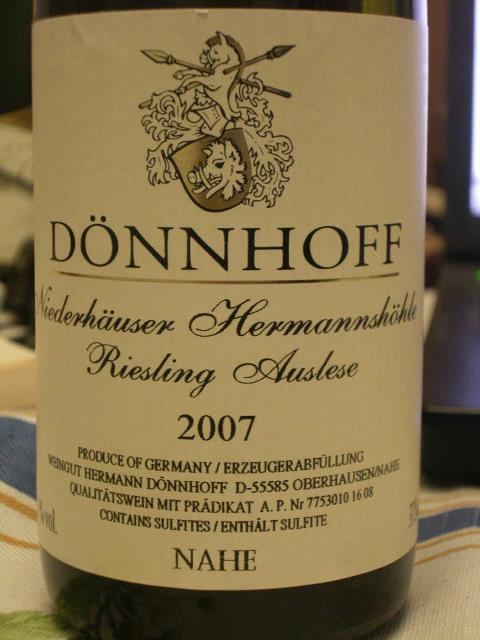 DÖNNHOFF
Niederhäuser Hermannshöhle
Riesling Auslese
2007
PRODUCE OF GERMANY / ERZEUGERABFÜLLUNG
WEINGUT HERMANN DÖNNHOFF D-55585 OBERHAUSEN/NAHE
QUALITÄTSWEIN MIT PRÄDIKAT A. P. Nr 7753010 16 08
CONTAINS SULFITES / ENTHÄLT SULFITE
% vol.
NAHE